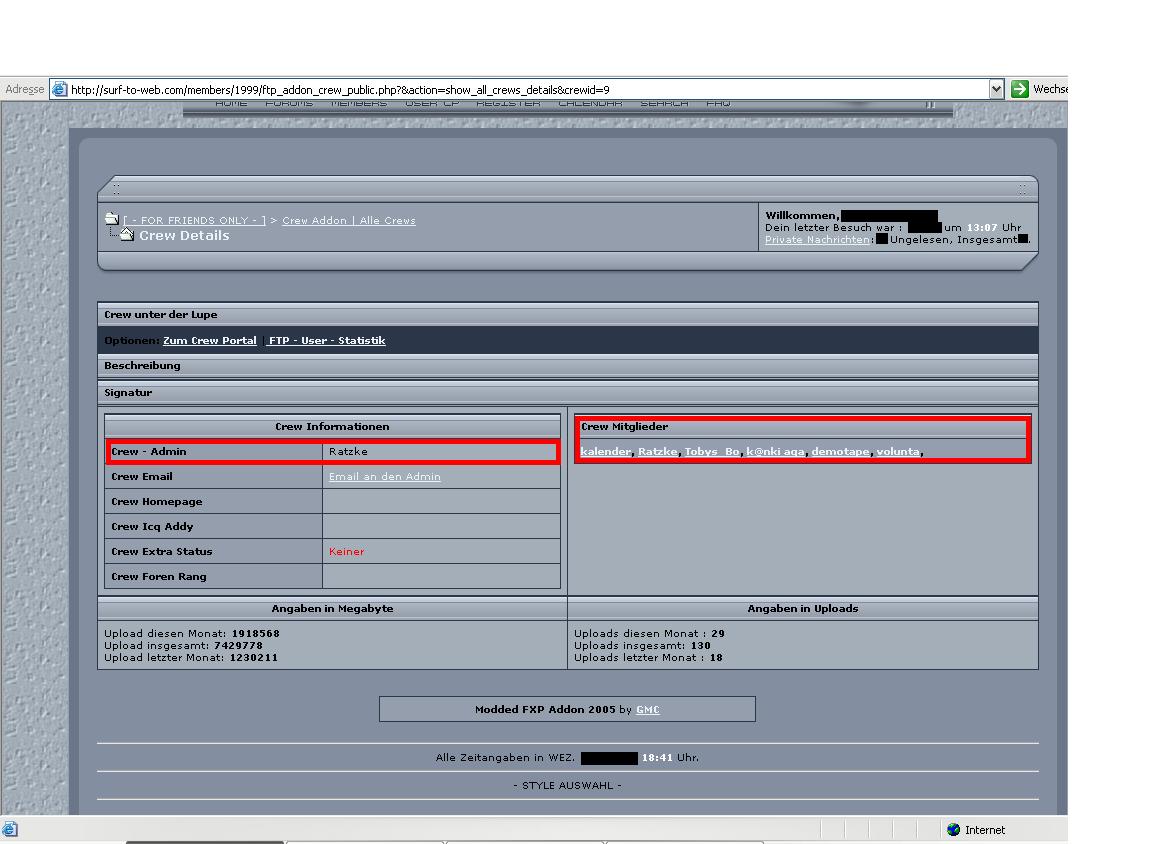 Adresse http://surf-to-web.com/members/1999/ftp_addon_crew_public.php?&action=show_all_crews_details&crewid=9 Wechse
HOME FORUMS MEMBERS USER CP REGISTER CALENDAR SEARCH FAQ
[ - FOR FRIENDS ONLY - ] > Crew Addon | Alle Crews
Crew Details
Willkommen,
Dein letzter Besuch war : um 13:07 Uhr
Private Nachrichten: Ungelesen, Insgesamt .
Crew unter der Lupe
Optionen: Zum Crew Portal | FTP - User - Statistik
Beschreibung
Signatur
Crew Informationen
Crew - Admin Ratzke
Crew Email Email an den Admin
Crew Homepage
Crew Icq Addy
Crew Extra Status Keiner
Crew Foren Rang
Crew Mitglieder
kalender, Ratzke, Tobys_Bo, k@nki aga, demotape, volunta,
Angaben in Megabyte
Upload diesen Monat: 1918568
Upload insgesamt: 7429778
Upload letzter Monat: 1230211
Angaben in Uploads
Uploads diesen Monat : 29
Uploads insgesamt: 130
Uploads letzter Monat : 18
Modded FXP Addon 2005 by GMC
Alle Zeitangaben in WEZ. 18:41 Uhr.
- STYLE AUSWAHL -
Internet